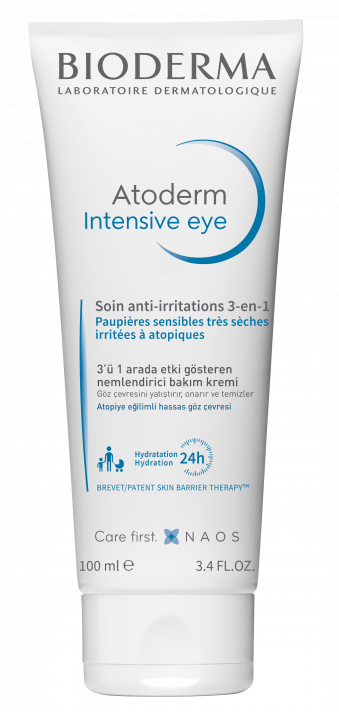 BIODERMA
LABORATOIRE DERMATOLOGIQUE
Atoderm
Intensive eye
Soin anti-irritations 3-en-1
Paupières sensibles très sèches
irritées à atopiques
3'ü 1 arada etki gösteren
nemlendirici bakım kremi
Göz çevresini yatıştırır, onarır ve temizler
Atopiye eğilimli hassas göz çevresi
Hydratation
Hydration
24h
BREVET/PATENT SKIN BARRIER THERAPY™
Care first. NAOS
100 ml ℮ 3.4 FL.OZ.